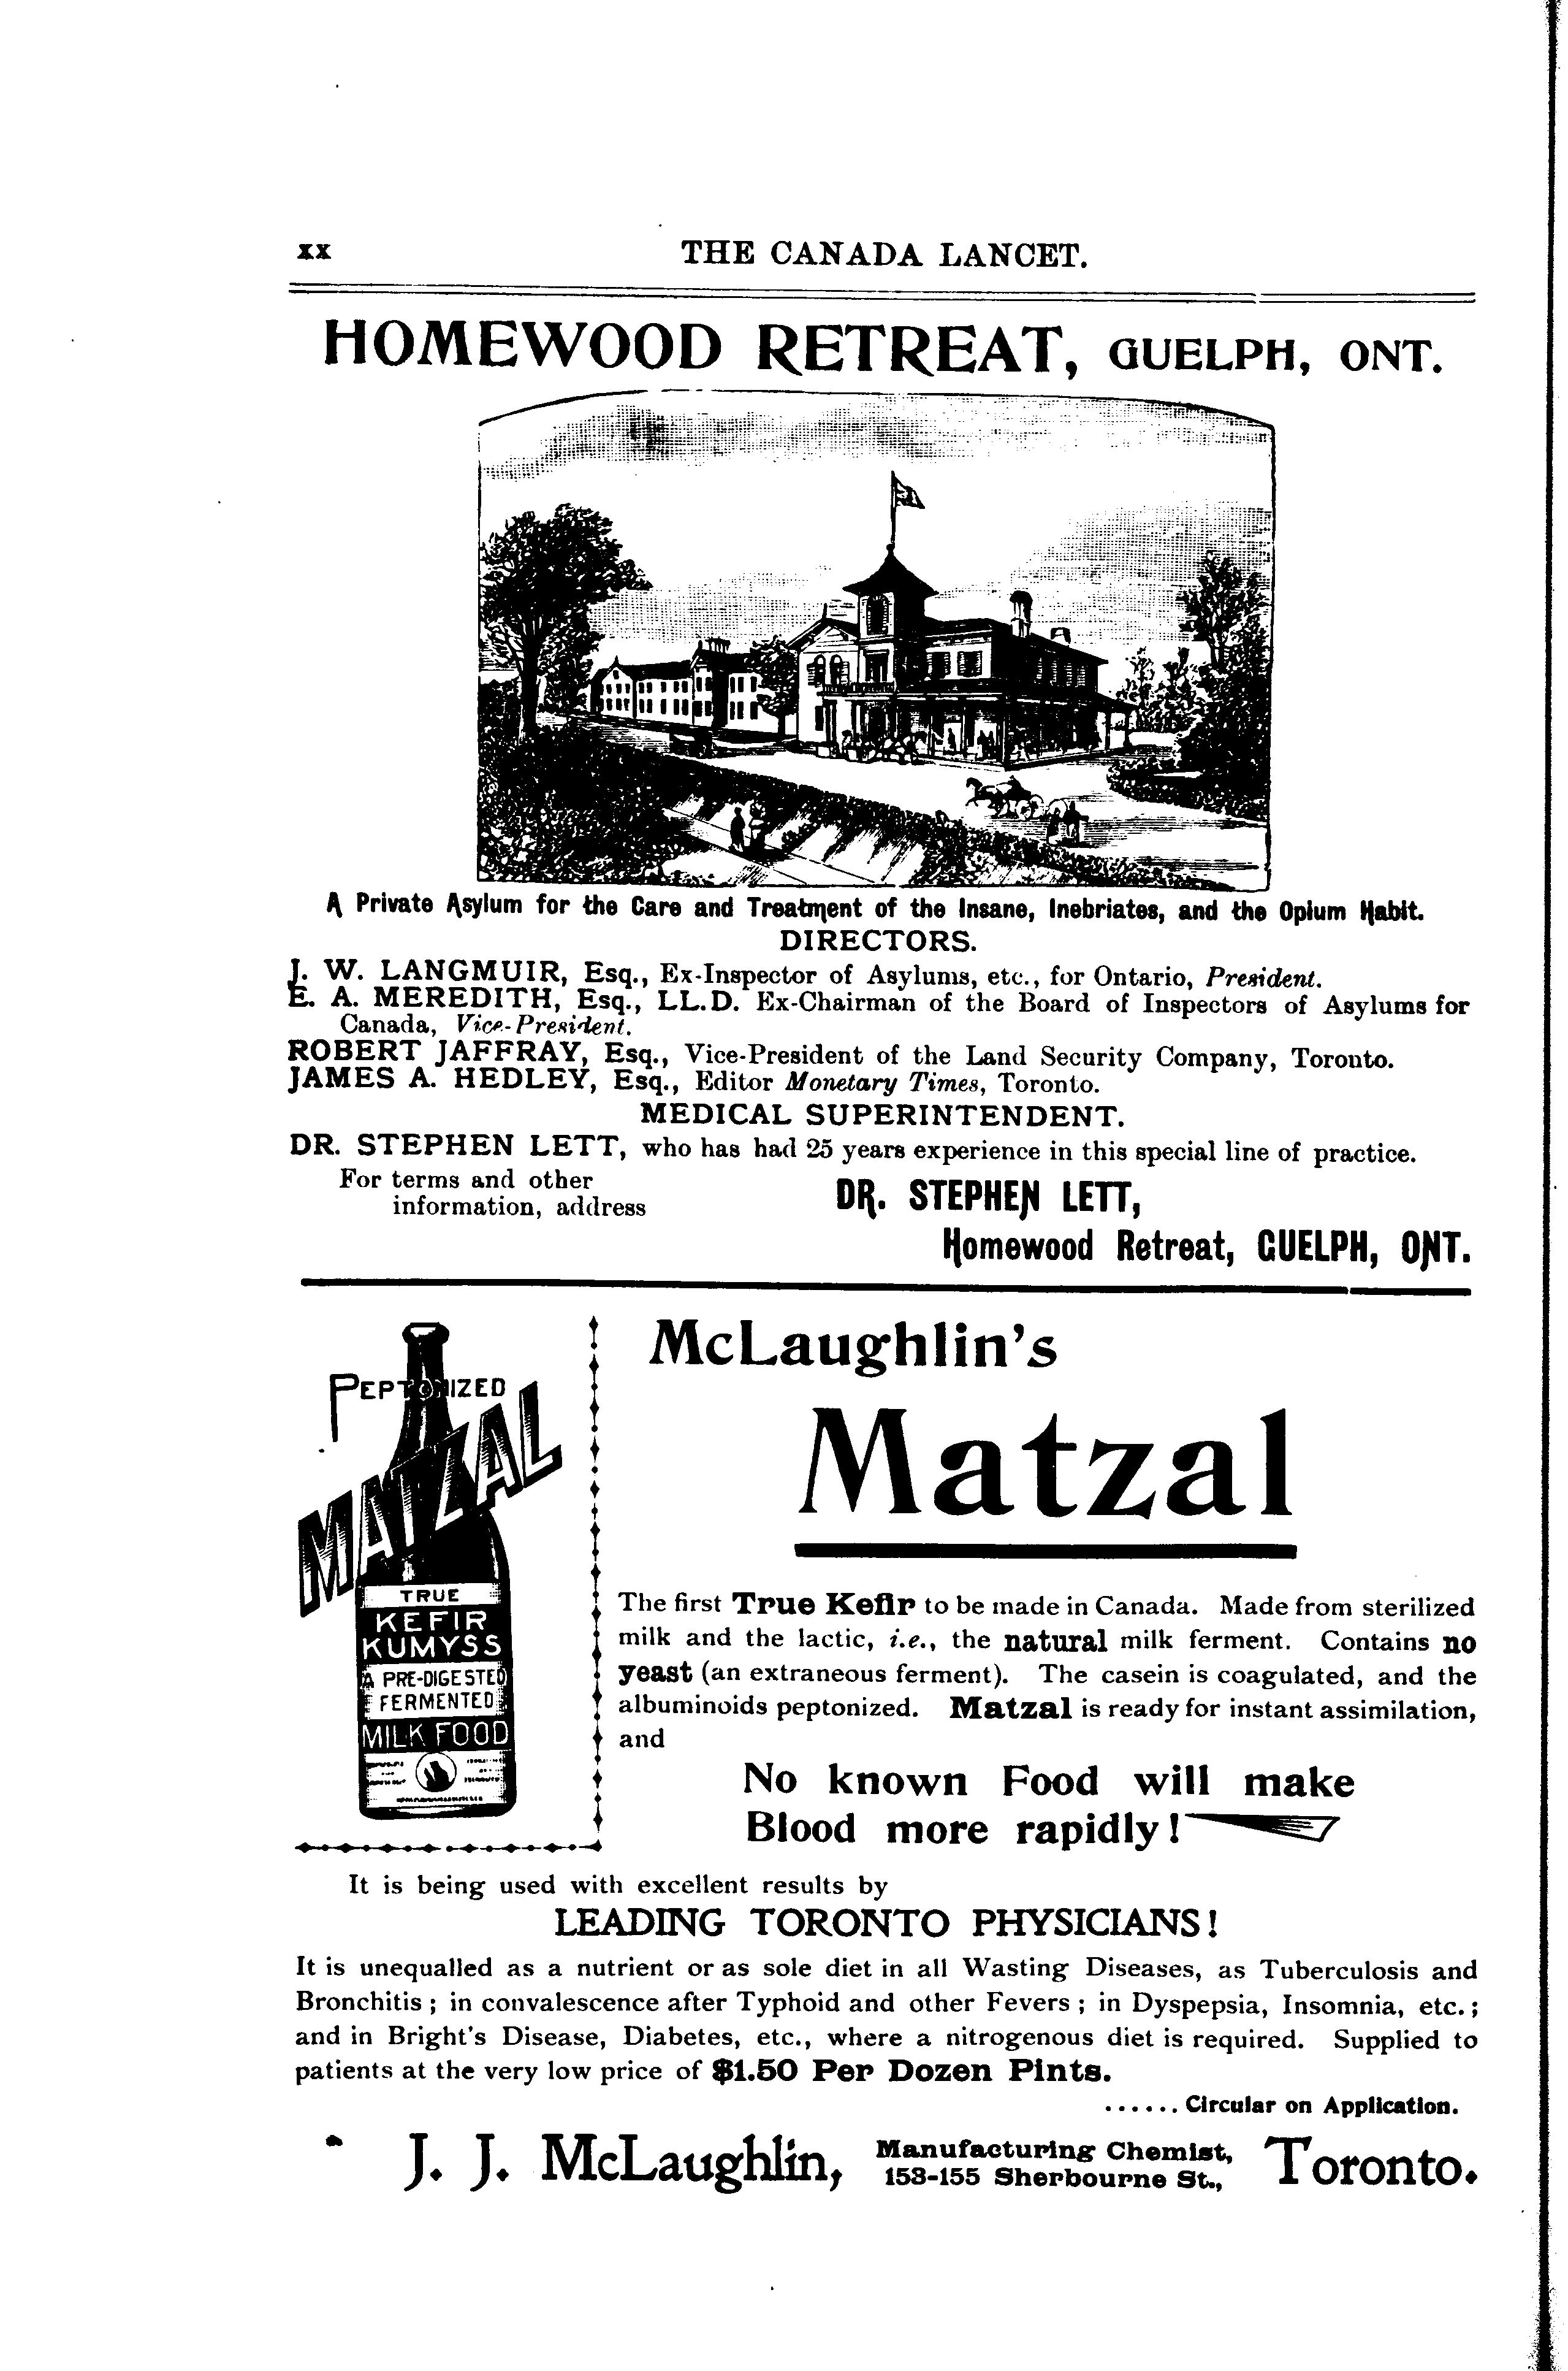 xx THE CANADA LANCET.
HOMEWOOD RETREAT, GUELPH, ONT.
A Private Asylum for the Care and Treatment of the Insane, Inebriates, and the Opium Habit.
DIRECTORS.
J. W. LANGMUIR, Esq., Ex-Inspector of Asylums, etc., for Ontario, President.
E. A. MEREDITH, Esq., LL.D. Ex-Chairman of the Board of Inspectors of Asylums for
Canada, Vice-President.
ROBERT JAFFRAY, Esq., Vice-President of the Land Security Company, Toronto.
JAMES A. HEDLEY, Esq., Editor Monetary Times, Toronto.
MEDICAL SUPERINTENDENT.
DR. STEPHEN LETT, who has had 25 years experience in this special line of practice.
For terms and other
information, address
DR. STEPHEN LETT,
Homewood Retreat, GUELPH, ONT.
PEPTONIZED
MATZAL
TRUE
KEFIR
KUMYSS
A PRE-DIGESTED
FERMENTED
MILK FOOD
McLaughlin's
Matzal
The first True Kefir to be made in Canada. Made from sterilized
milk and the lactic, i.e., the natural milk ferment. Contains no
yeast (an extraneous ferment). The casein is coagulated, and the
albuminoids peptonized. Matzal is ready for instant assimilation,
and
No known Food will make
Blood more rapidly!
It is being used with excellent results by
LEADING TORONTO PHYSICIANS!
It is unequalled as a nutrient or as sole diet in all Wasting Diseases, as Tuberculosis and
Bronchitis; in convalescence after Typhoid and other Fevers; in Dyspepsia, Insomnia, etc.;
and in Bright's Disease, Diabetes, etc., where a nitrogenous diet is required. Supplied to
patients at the very low price of $1.50 Per Dozen Pints.
...... Circular on Application.
J. J. McLaughlin, Manufacturing Chemist, 153-155 Sherbourne St., Toronto.